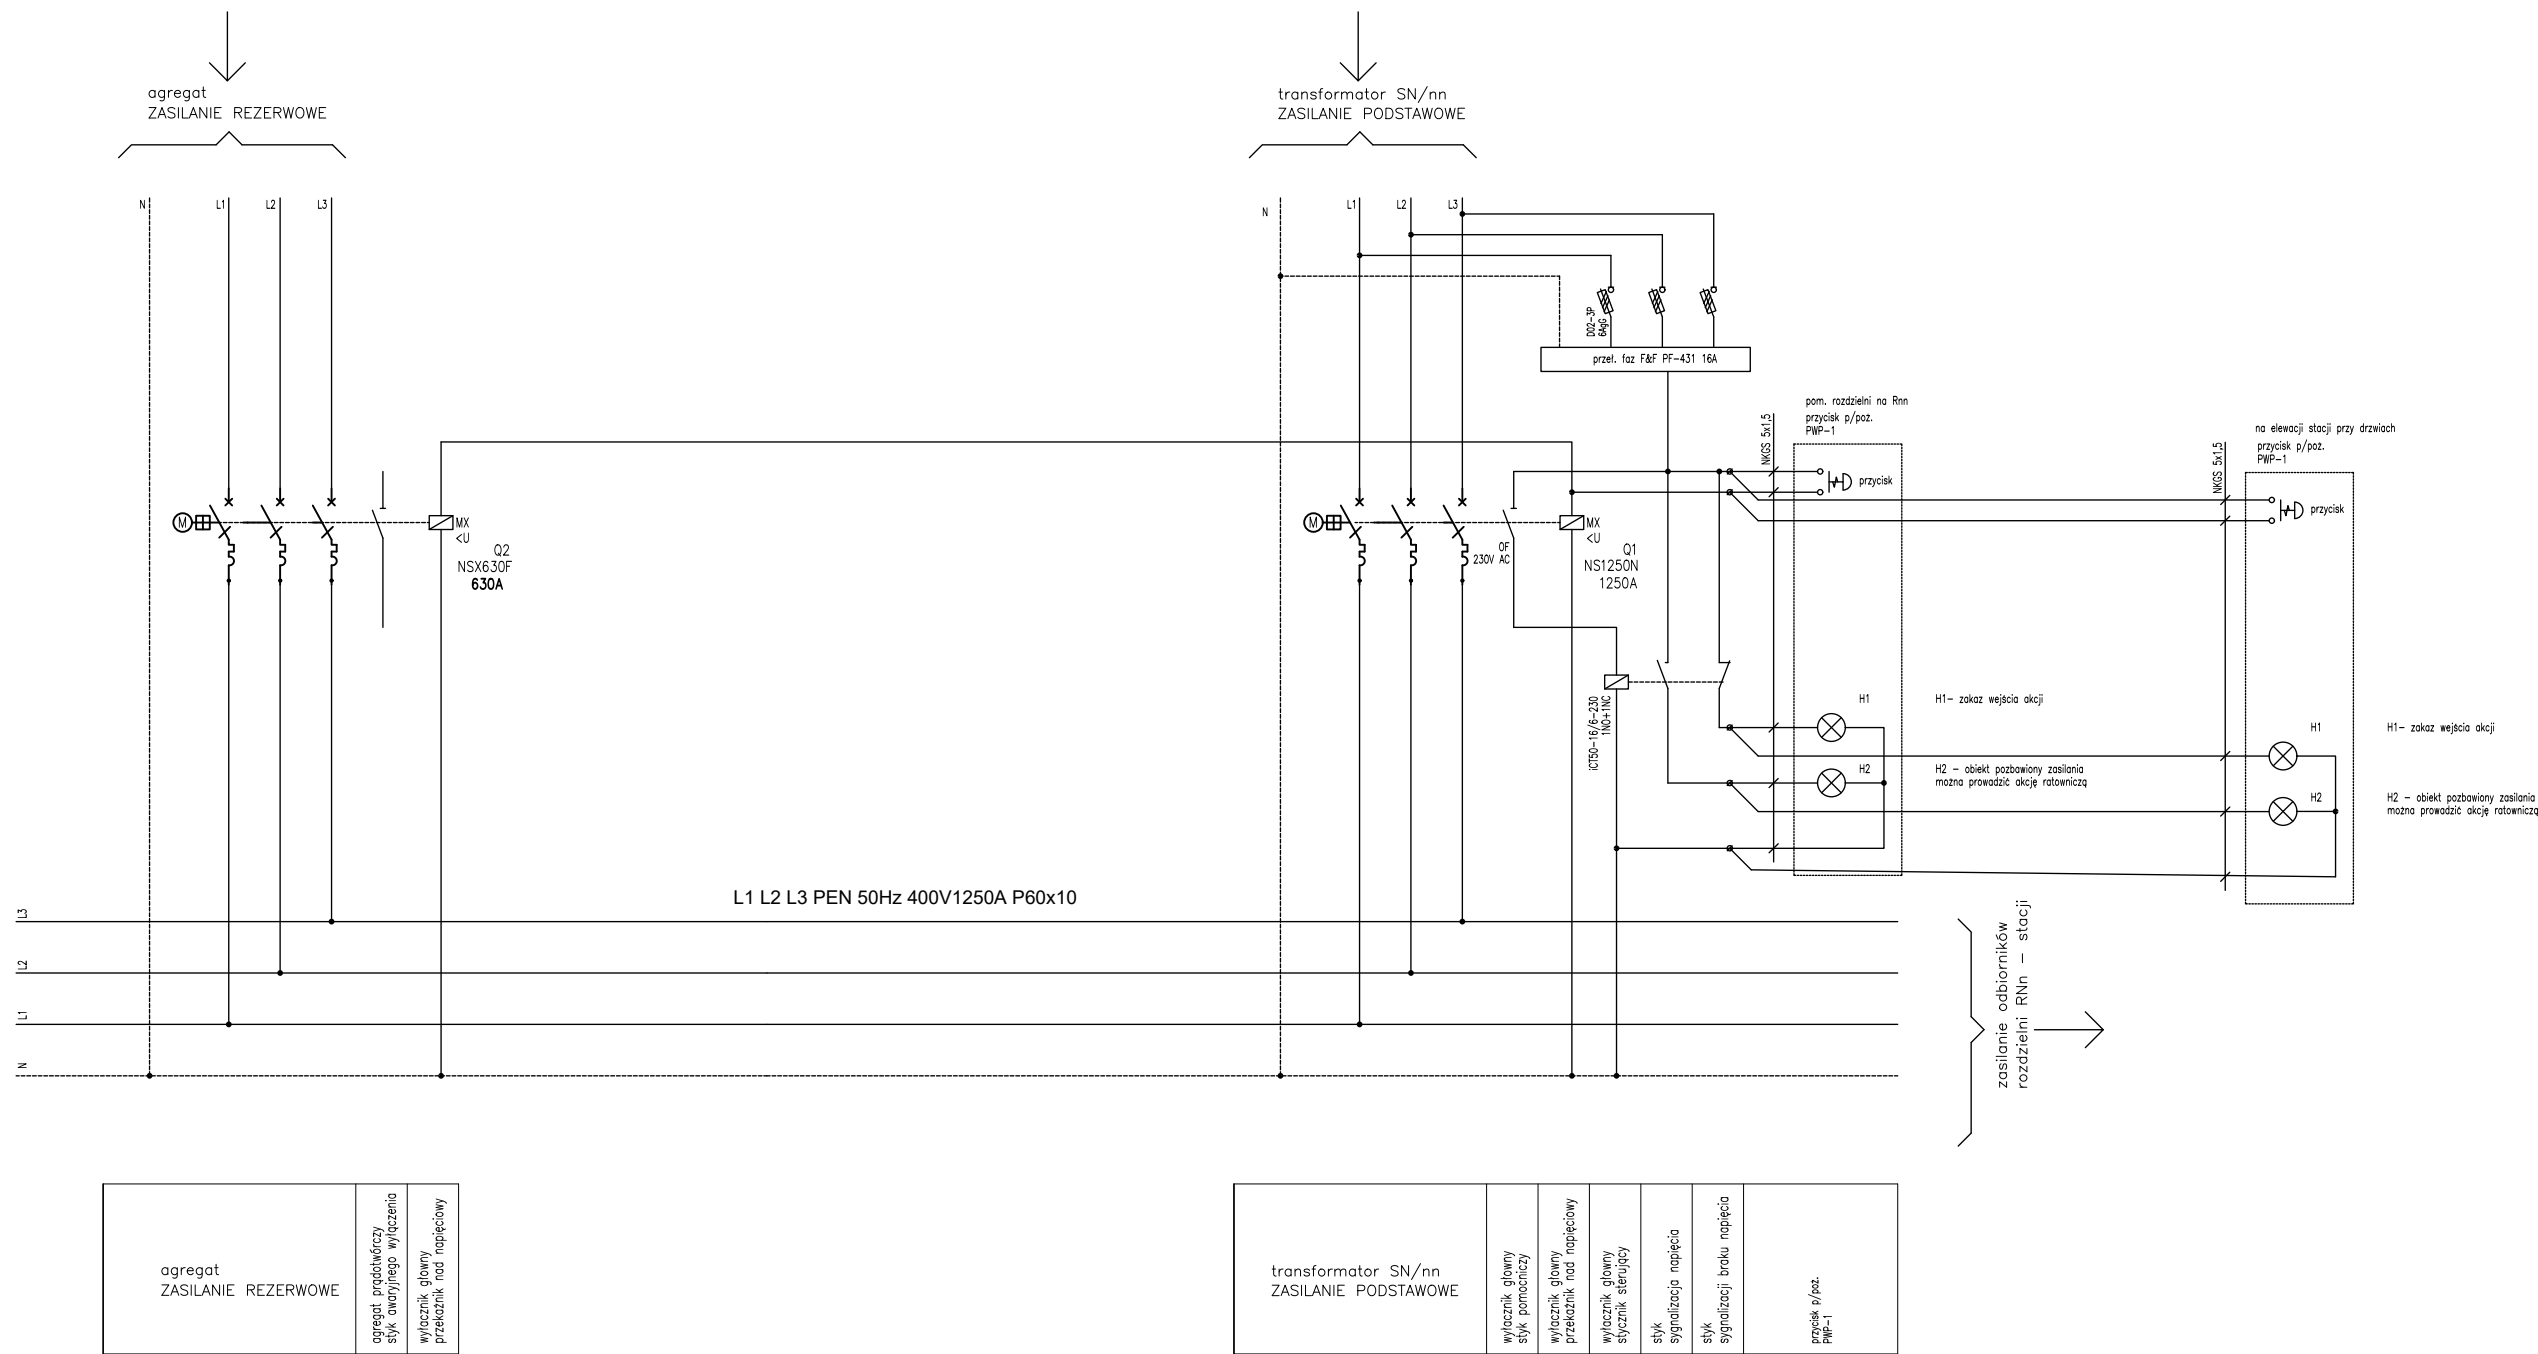 agregat
ZASILANIE REZERWOWE
transformator SN/nn
ZASILANIE PODSTAWOWE
N
L1
L2
L3
N
L1
L2
L3
D02-3P
6AgG
przeł. faz F&F PF-431 16A
NKGS 5x1,5
pom. rozdzielni na Rnn
przycisk p/poż.
PWP-1
NKGS 5x1,5
na elewacji stacji przy drzwiach
przycisk p/poż.
PWP-1
przycisk
przycisk
M
MX
<U
Q2
NSX630F
630A
M
OF
230V AC
MX
<U
Q1
NS1250N
1250A
iCT50-16/6-230
1NO+1NC
H1
H1- zakaz wejścia akcji
H2
H2 - obiekt pozbawiony zasilania
można prowadzić akcję ratowniczą
H1
H1- zakaz wejścia akcji
H2
H2 - obiekt pozbawiony zasilania
można prowadzić akcję ratowniczą
L1 L2 L3 PEN 50Hz 400V1250A P60x10
L3
L2
L1
N
zasilanie odbiorników
rozdzielni RNn - stacji
agregat
ZASILANIE REZERWOWE
agregat prądotwórczy
styk awaryjnego wyłączenia
wyłacznik głowny
przekaźnik nad napięciowy
transformator SN/nn
ZASILANIE PODSTAWOWE
wyłacznik głowny
styk pomocniczy
wyłacznik głowny
przekaźnik nad napięciowy
wyłacznik głowny
stycznik sterujący
styk
sygnalizacja napięcia
styk
sygnalizacji braku napięcia
przycisk p/poż.
PWP-1